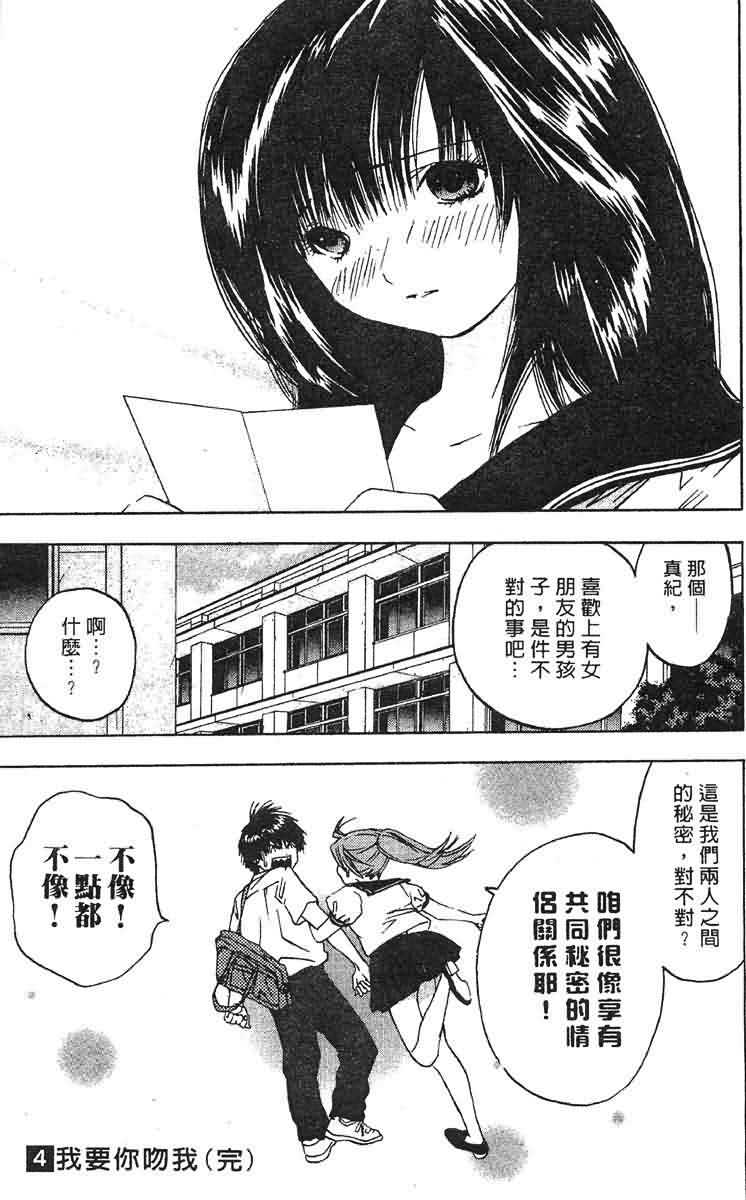 那個—
真紀，
喜歡上有女
朋友的男孩
子，是件不
對的事吧…
啊…?
什麼…?
這是我們兩人之間
的秘密，對不對?
咱們很像享有
共同秘密的情
侶關係耶！
不像！
一點都
不像！
4 我要你吻我（完）